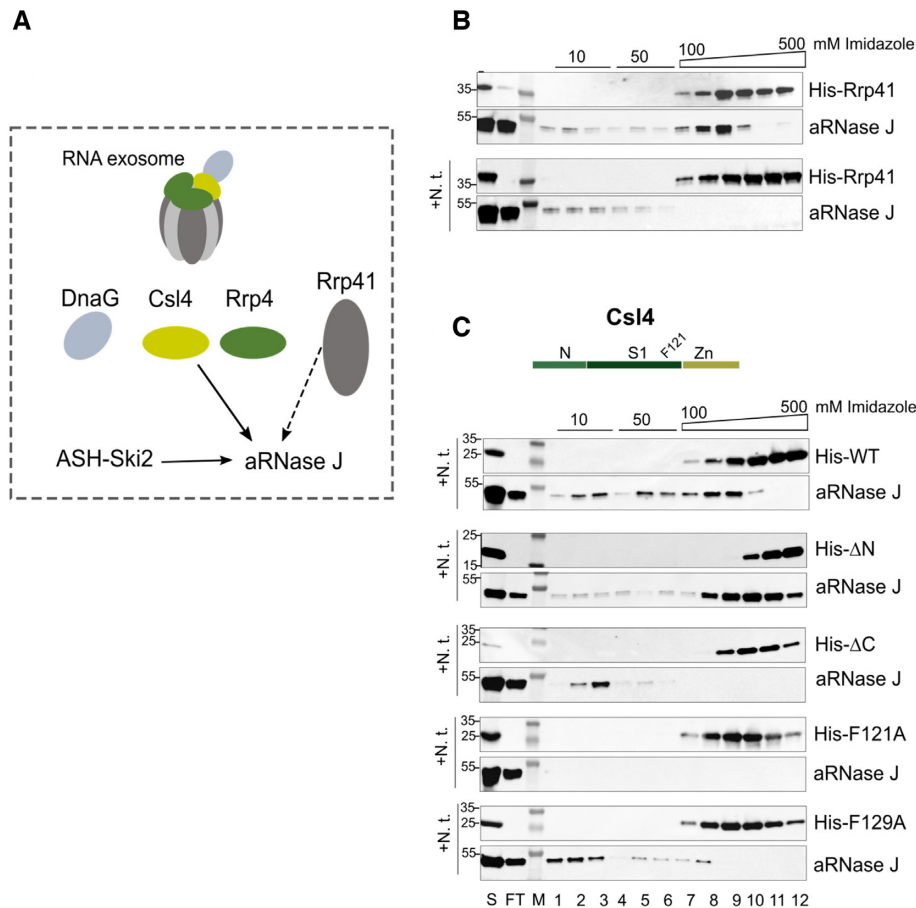 A
RNA exosome
DnaG Csl4 Rrp4 Rrp41
ASH-Ski2 aRNase J
B
10 50 100 500 mM Imidazole
35 His-Rrp41
55 aRNase J
+N. t.
35 His-Rrp41
55 aRNase J
C
Csl4
N S1 F121 Zn
10 50 100 500 mM Imidazole
+N. t.
35 His-WT
25
55 aRNase J
+N. t.
25 His-ΔN
15
55 aRNase J
+N. t.
35 His-ΔC
25
55 aRNase J
+N. t.
35 His-F121A
25
55 aRNase J
+N. t.
35 His-F129A
25
55 aRNase J
S FT M 1 2 3 4 5 6 7 8 9 10 11 12